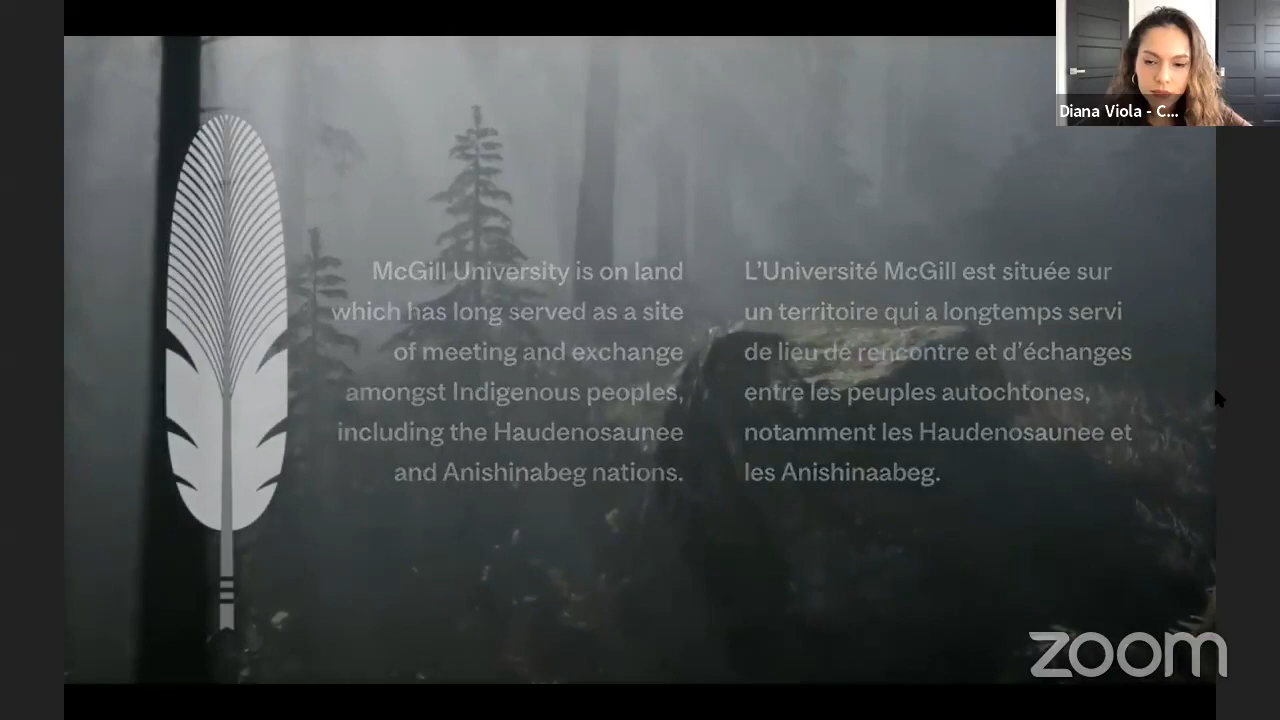 Diana Viola - C...
McGill University is on land
which has long served as a site
of meeting and exchange
amongst Indigenous peoples,
including the Haudenosaunee
and Anishinabeg nations.
L'Université McGill est située sur
un territoire qui a longtemps servi
de lieu de rencontre et d'échanges
entre les peuples autochtones,
notamment les Haudenosaunee et
les Anishinaabeg.
zoom